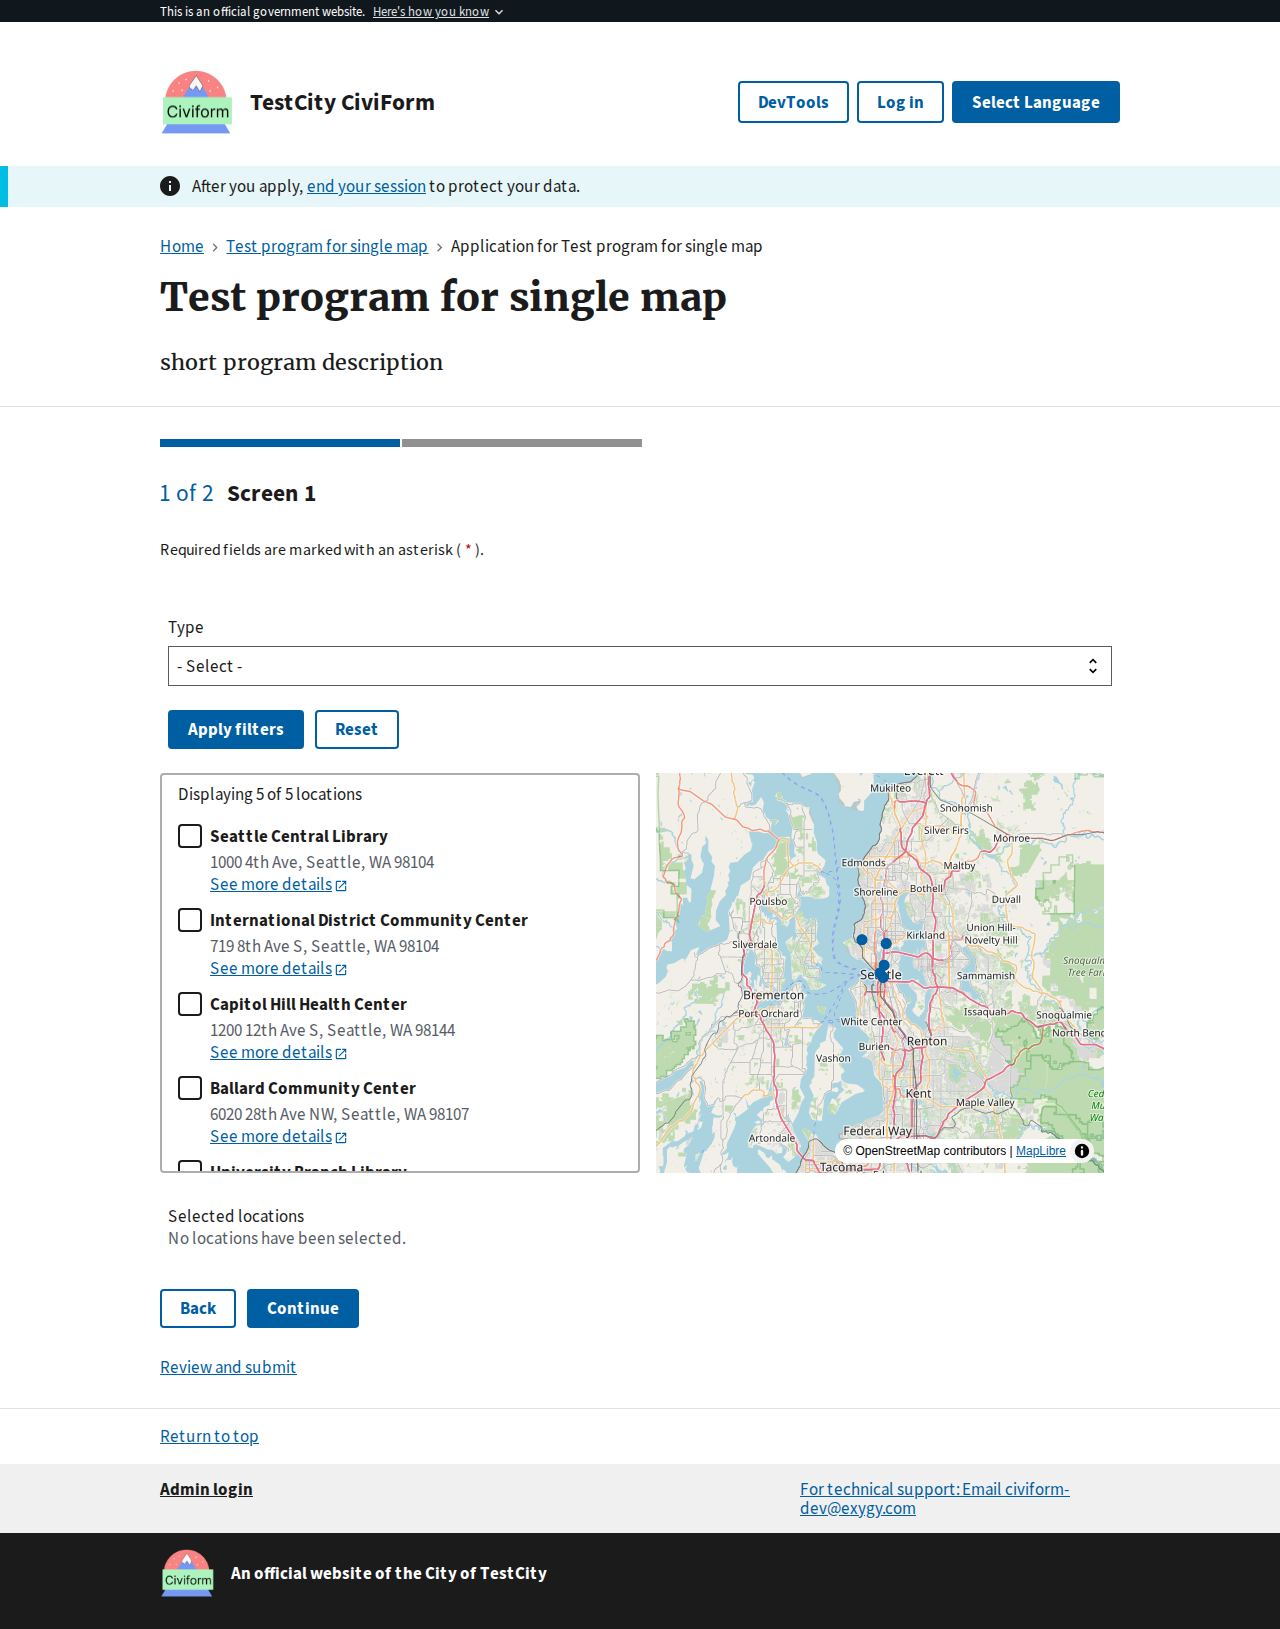 This is an official government website. Here's how you know
Civiform
TestCity CiviForm
DevTools
Log in
Select Language
After you apply, end your session to protect your data.
Home > Test program for single map > Application for Test program for single map
Test program for single map
short program description
1 of 2 Screen 1
Required fields are marked with an asterisk ( * ).
Type
- Select -
Apply filters
Reset
Displaying 5 of 5 locations
Seattle Central Library
1000 4th Ave, Seattle, WA 98104
See more details
International District Community Center
719 8th Ave S, Seattle, WA 98104
See more details
Capitol Hill Health Center
1200 12th Ave S, Seattle, WA 98144
See more details
Ballard Community Center
6020 28th Ave NW, Seattle, WA 98107
See more details
University Branch Library
Everett
Mukilteo
Snohomish
Silver Firs
Monroe
Edmonds
Maltby
Shoreline
Bothell
Poulsbo
Duvall
Silverdale
Kirkland
Union Hill-
Novelty Hill
Snoqualm
Tree Farm
Seattle
Sammamish
Bremerton
Port Orchard
White Center
Issaquah
Snoqualmie
North Benc
Burien
Renton
Vashon
Kent
Maple Valley
Ced
Mu
Wa
Federal Way
Artondale
Tacoma
© OpenStreetMap contributors | MapLibre
Selected locations
No locations have been selected.
Back
Continue
Review and submit
Return to top
Admin login
For technical support: Email civiform-
dev@exygy.com
Civiform
An official website of the City of TestCity